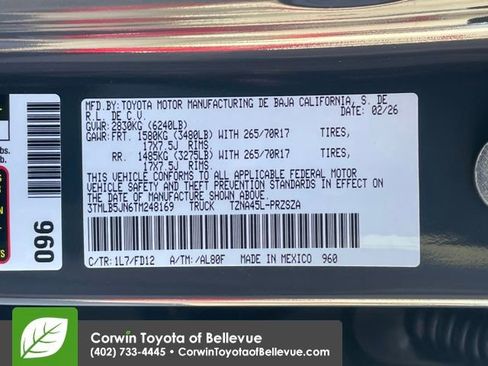 MFD.BY: TOYOTA MOTOR MANUFACTURING DE BAJA CALIFORNIA, S. DE
R.L. DE C.V. DATE: 02/26
GVWR: 2830KG (6240LB)
GAWR: FRT. 1580KG (3480LB) WITH 265/70R17 TIRES,
17X7.5J RIMS,
RR. 1485KG (3275LB) WITH 265/70R17 TIRES,
17X7.5J RIMS,
THIS VEHICLE CONFORMS TO ALL APPLICABLE FEDERAL MOTOR
VEHICLE SAFETY AND THEFT PREVENTION STANDARDS IN EFFECT ON
THE DATE OF MANUFACTURE SHOWN ABOVE.
3TMLB5JN6TM248169 TRUCK TZNA45L-PRZSZA
C/TR: 1L7/FD12 A/TM: /AL80F MADE IN MEXICO 960
bs.
096
Corwin Toyota of Bellevue
(402) 733-4445 • CorwinToyotaofBellevue.com